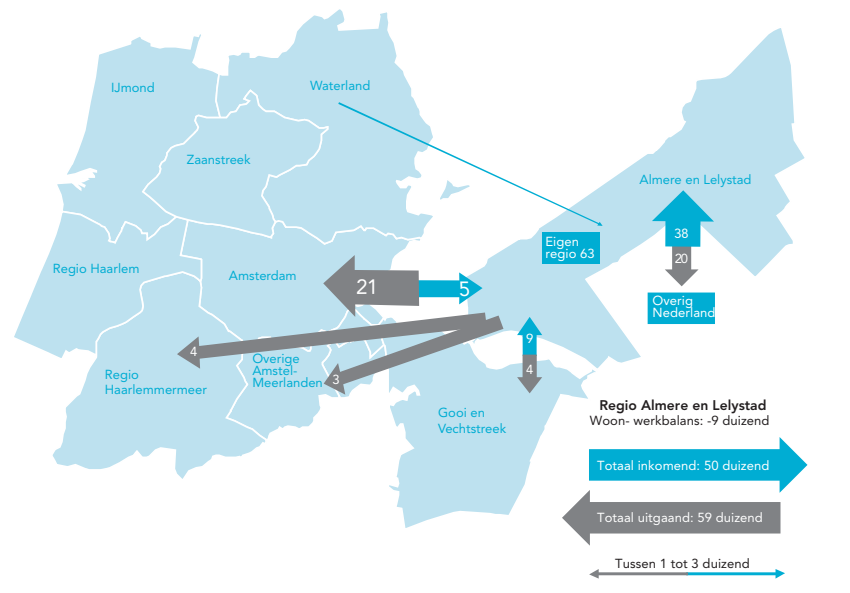 IJmond
Waterland
Zaanstreek
Almere en Lelystad
38
Eigen
regio 63
20
Regio Haarlem
Amsterdam
21
5
Overig
Nederland
9
4
4
Overige
Amstel-
Meerlanden
3
Regio
Haarlemmermeer
Gooi en
Vechtstreek
Regio Almere en Lelystad
Woon- werkbalans: -9 duizend
Totaal inkomend: 50 duizend
Totaal uitgaand: 59 duizend
Tussen 1 tot 3 duizend